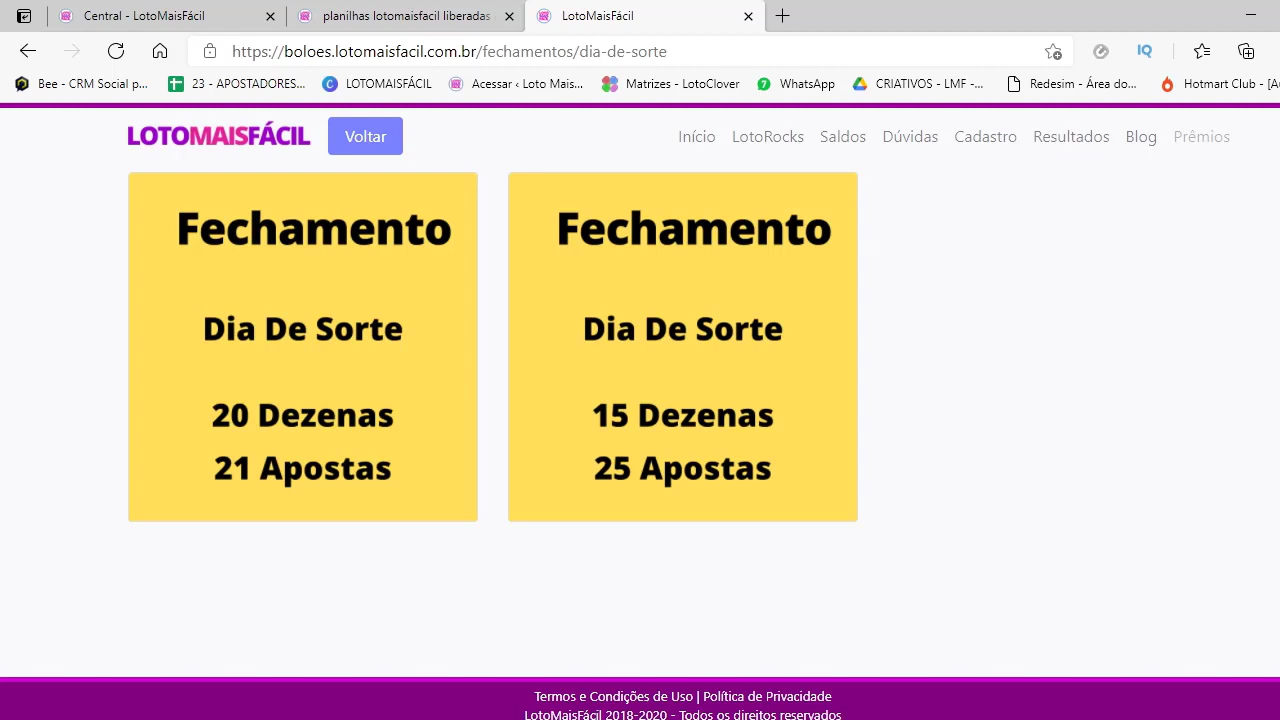 Central - LotoMaisFácil
planilhas lotomaisfacil liberadas
LotoMaisFácil
https://boloes.lotomaisfacil.com.br/fechamentos/dia-de-sorte
IQ
Bee - CRM Social p...
23 - APOSTADORES...
LOTOMAISFÁCIL
Acessar ‹ Loto Mais...
Matrizes - LotoClover
WhatsApp
CRIATIVOS - LMF -...
Redesim - Área do...
Hotmart Club - [A
LOTOMAISFÁCIL
Voltar
Início
LotoRocks
Saldos
Dúvidas
Cadastro
Resultados
Blog
Prêmios
Fechamento
Dia De Sorte
20 Dezenas
21 Apostas
Fechamento
Dia De Sorte
15 Dezenas
25 Apostas
Termos e Condições de Uso | Política de Privacidade
LotoMaisFácil 2018-2020 - Todos os direitos reservados